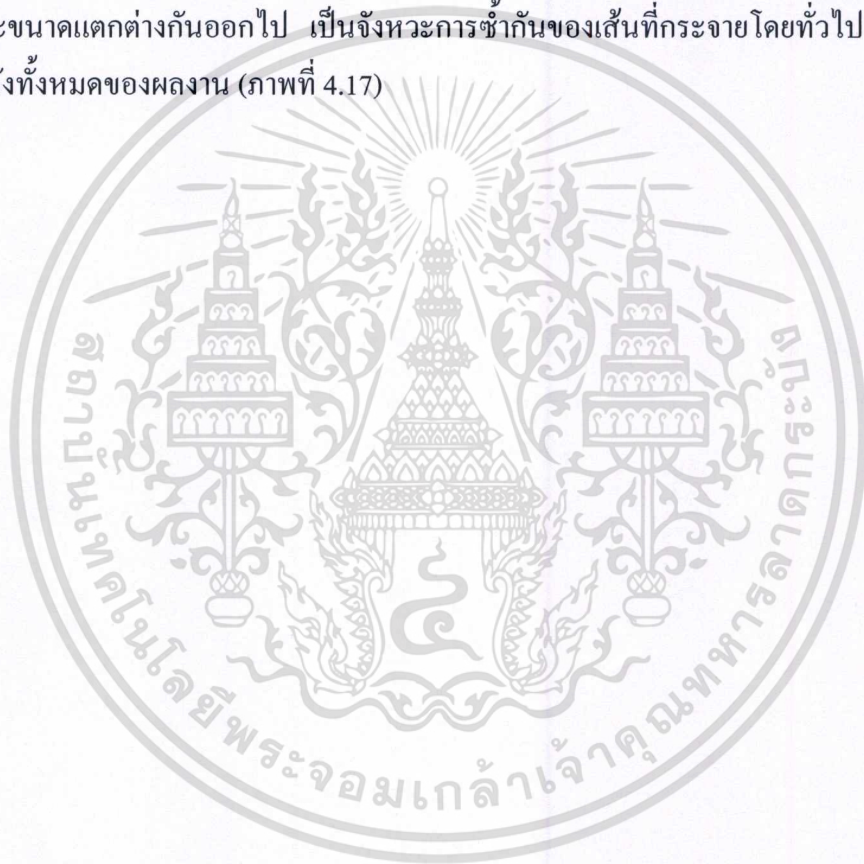 ะขนาดแตกต่างกันออกไป เป็นจังหวะการซ้ำกันของเส้นที่กระจายโดยทั่วไป
ังทั้งหมดของผลงาน (ภาพที่ 4.17)
สถาบันเทคโนโลยีพระจอมเกล้าเจ้าคุณทหารลาดกระบัง
๔